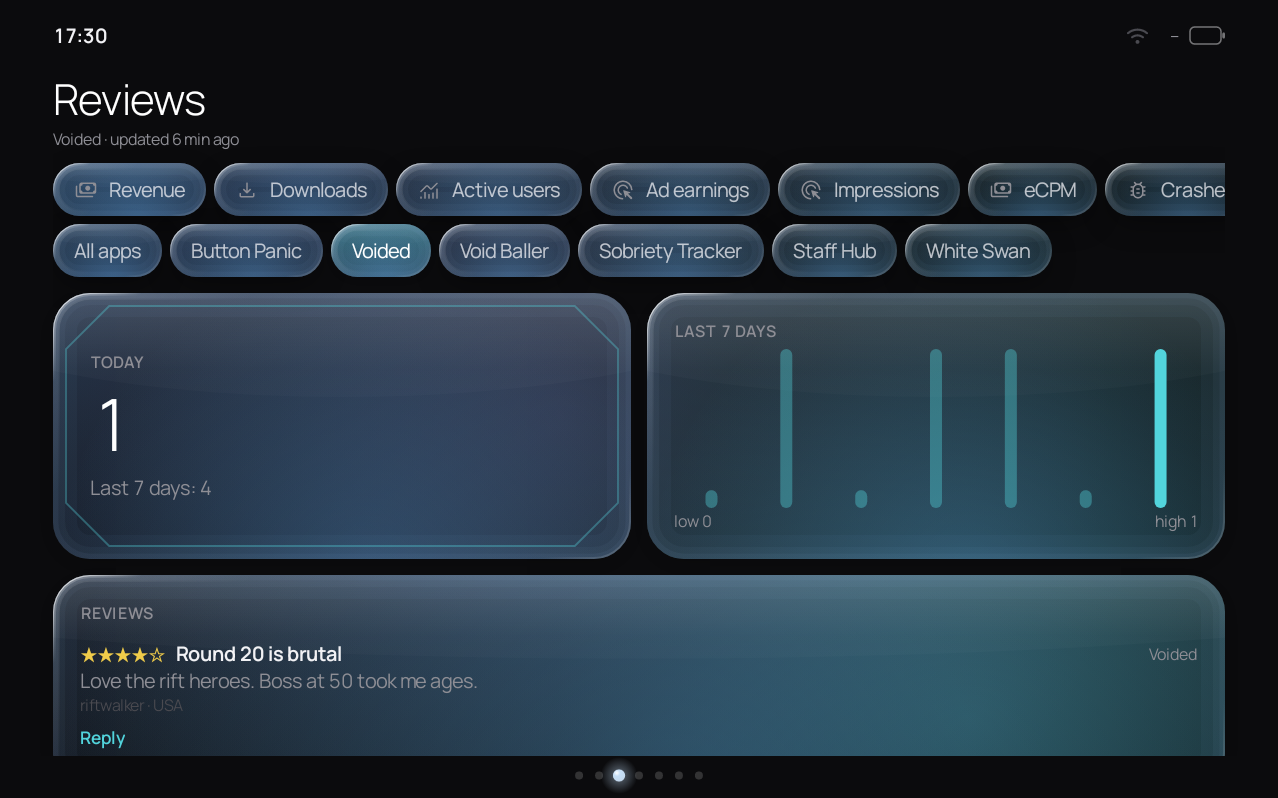 17:30
–
Reviews
Voided · updated 6 min ago
Revenue Downloads Active users Ad earnings Impressions eCPM Crashe
All apps Button Panic Voided Void Baller Sobriety Tracker Staff Hub White Swan
TODAY
1
Last 7 days: 4
LAST 7 DAYS
low 0 high 1
REVIEWS
★★★★☆ Round 20 is brutal Voided
Love the rift heroes. Boss at 50 took me ages.
riftwalker · USA
Reply